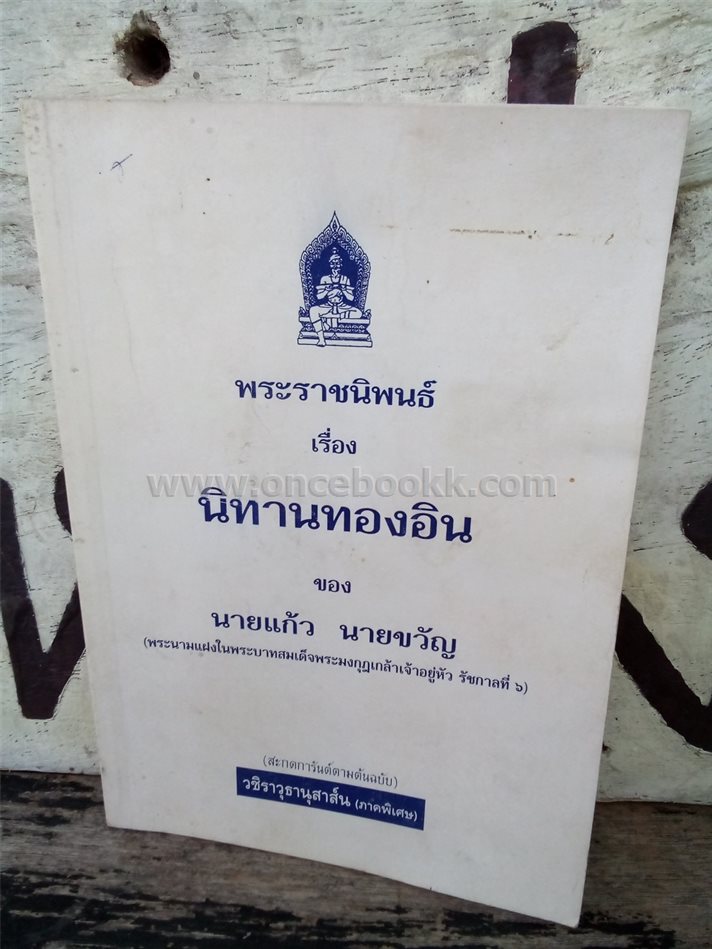 พระราชนิพนธ์
เรื่อง
www.oncebookk.com
นิทานทองอิน
ของ
นายแก้ว นายขวัญ
(พระนามแฝงในพระบาทสมเด็จพระมงกุฎเกล้าเจ้าอยู่หัว รัชกาลที่ ๖)
(สะกดการันต์ตามต้นฉบับ)
วชิราวุธานุสาส์น (ภาคพิเศษ)